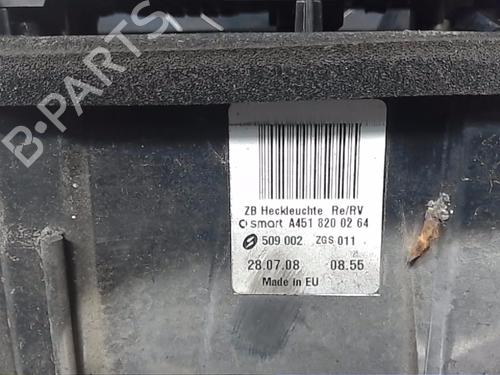 B-PARTS
ZB Heckleuchte Re/RV
smart A451 820 02 64
509 002 ZGS 011
28.07.08 08.55
Made in EU